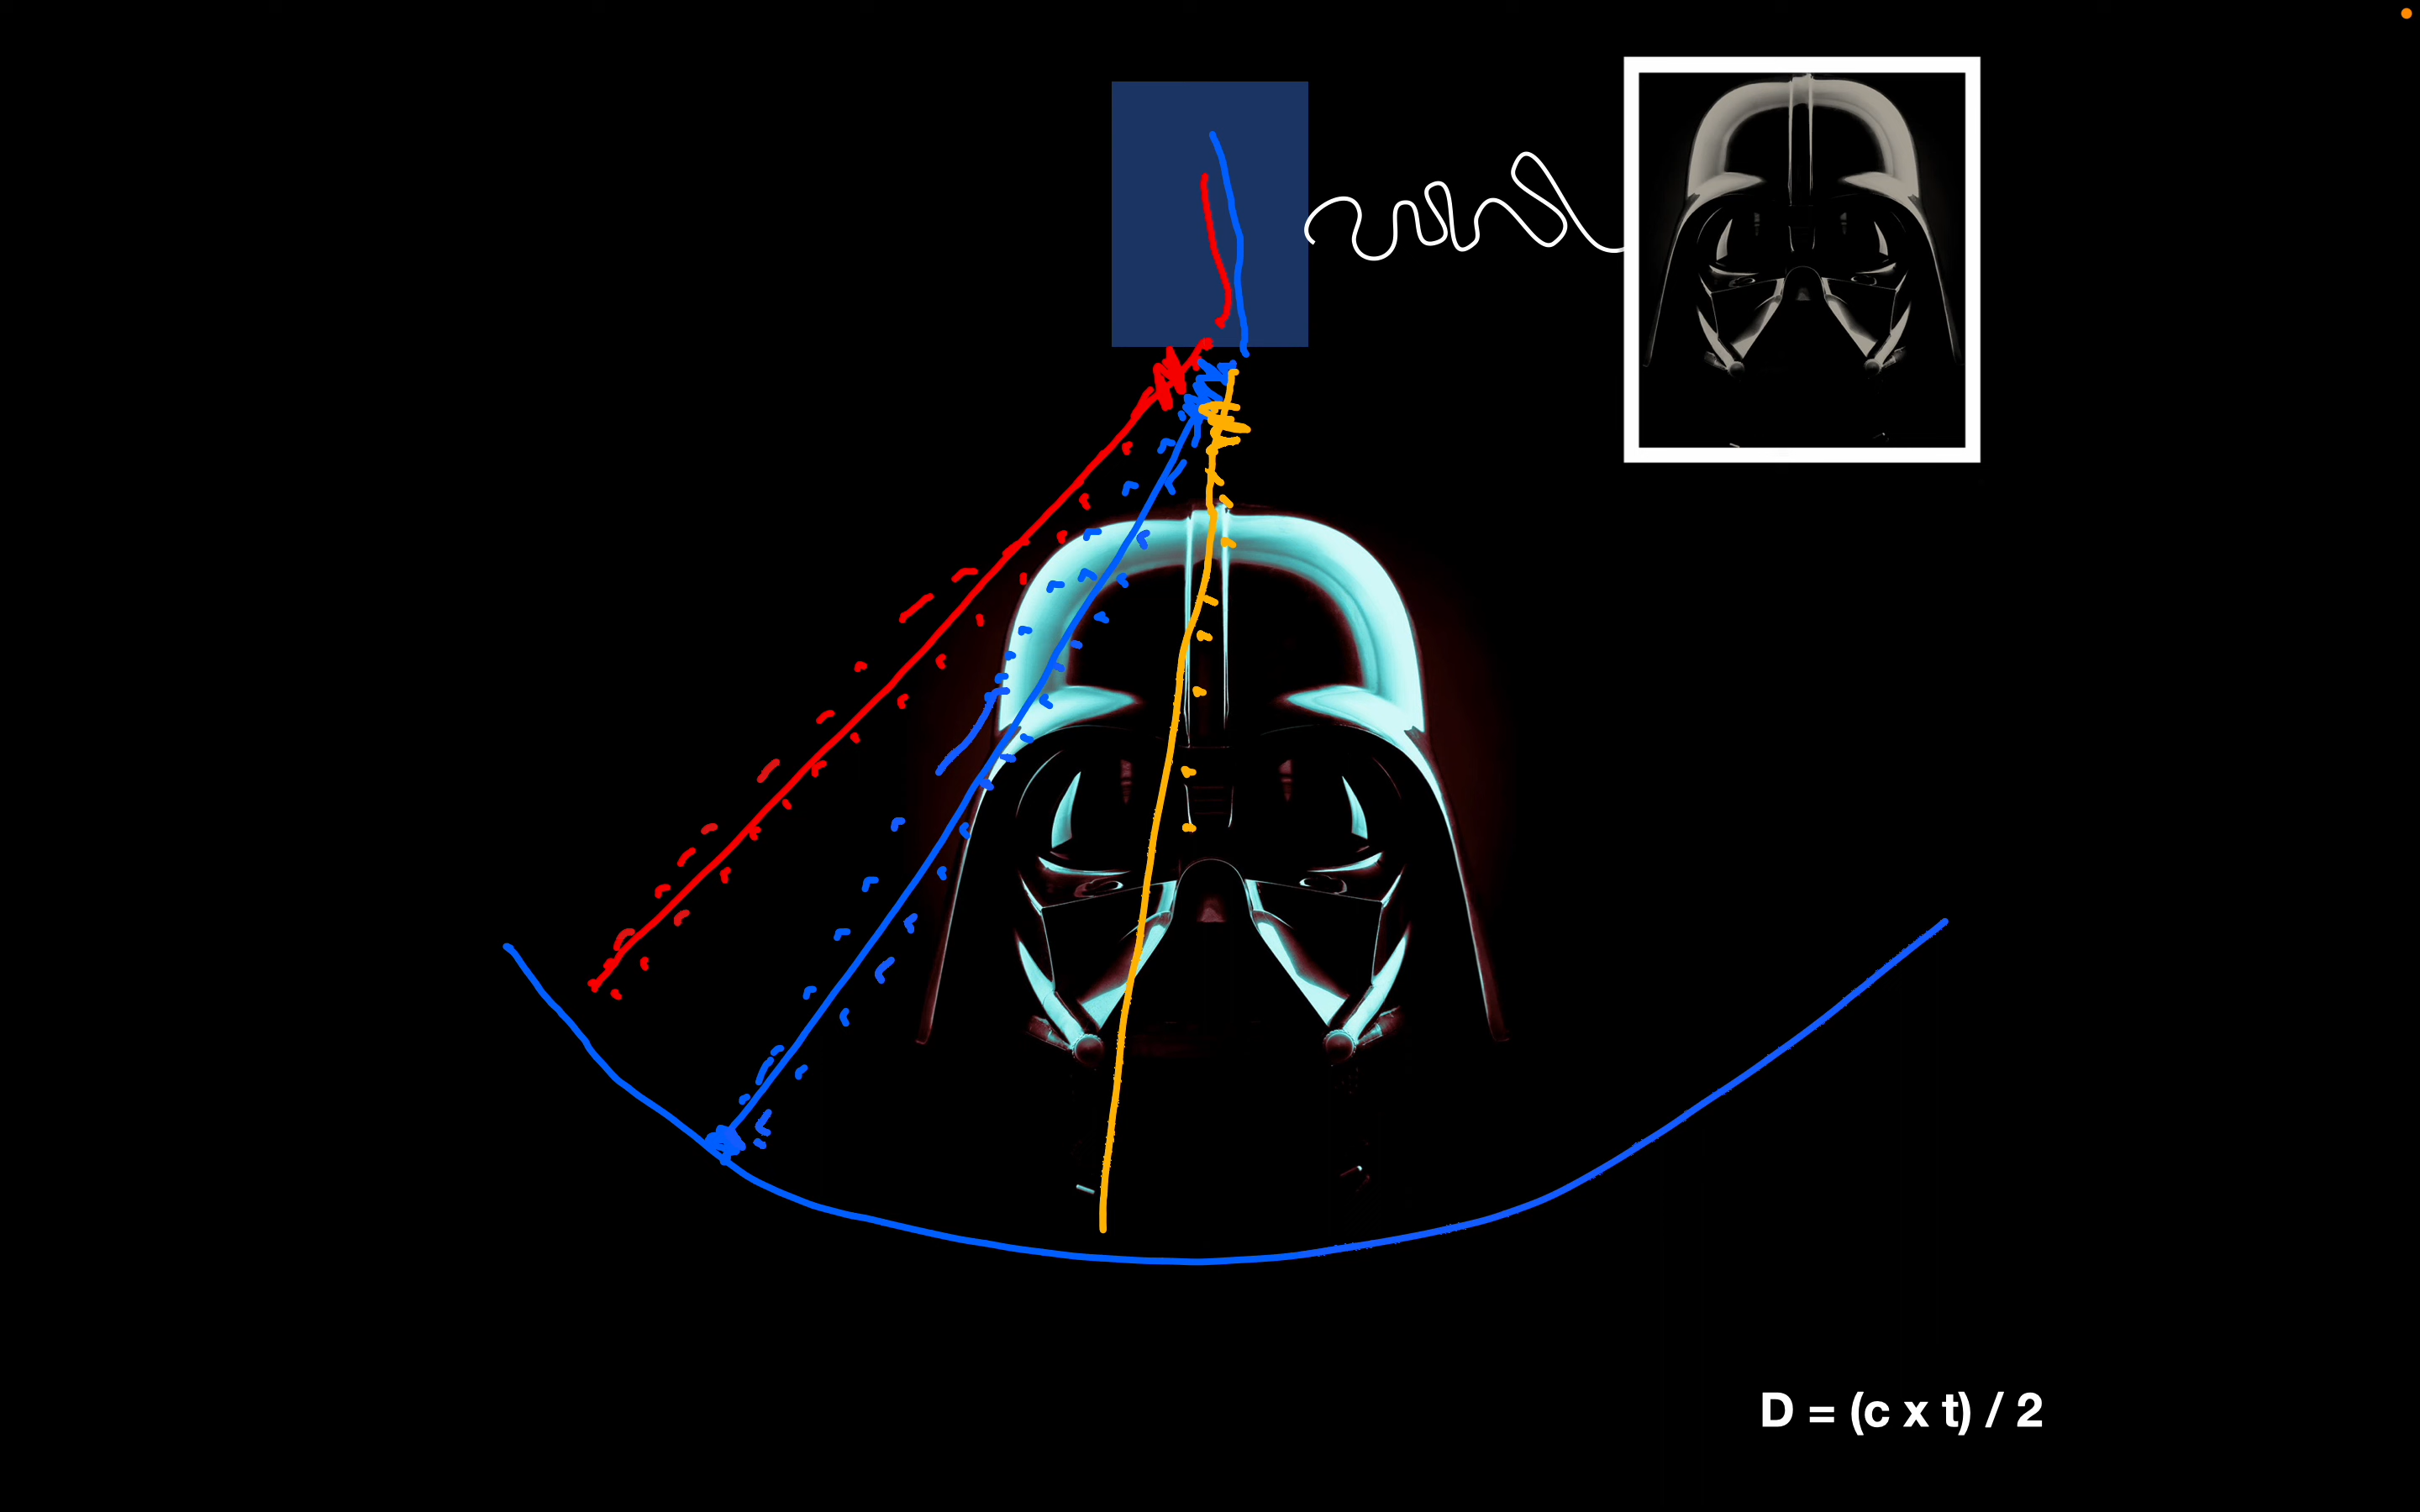 D = (c x t) / 2